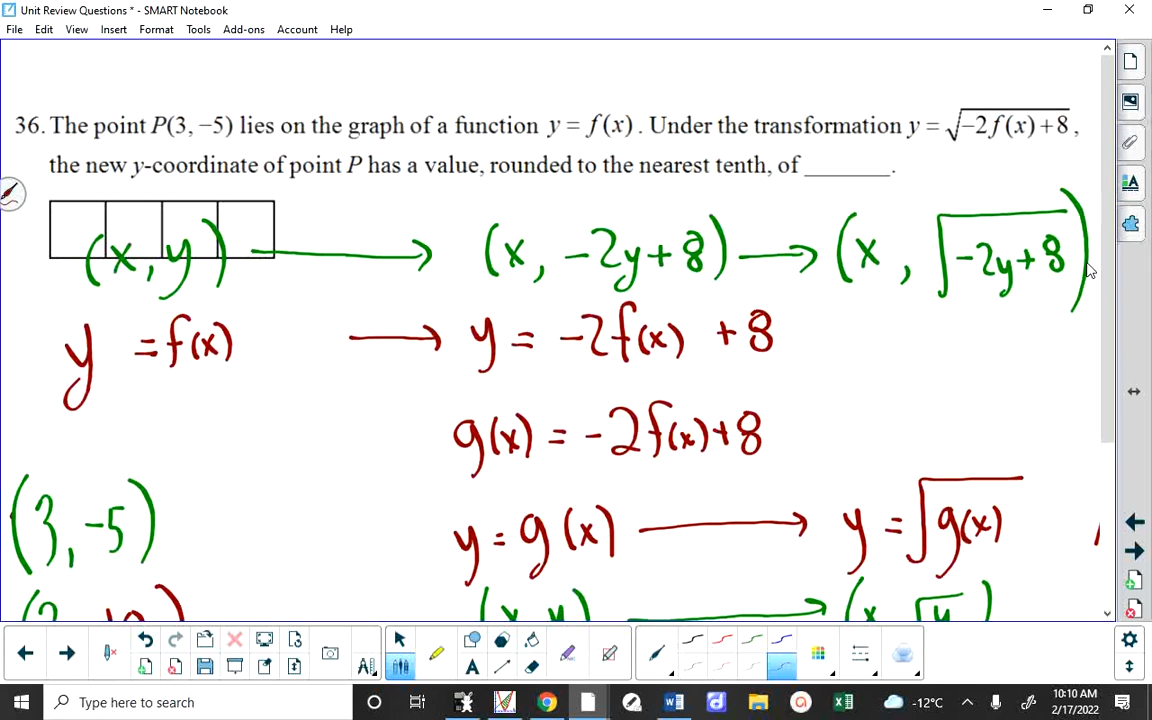 Unit Review Questions * - SMART Notebook
File Edit View Insert Format Tools Add-ons Account Help
36. The point P(3, −5) lies on the graph of a function y = f(x). Under the transformation y = √(−2f(x)+8),
the new y-coordinate of point P has a value, rounded to the nearest tenth, of ________.
(x, y) ⟶ (x, -2y+8) ⟶ (x, √(-2y+8))
y = f(x) ⟶ y = -2f(x) + 8
g(x) = -2f(x)+8
(3, -5)
y = g(x) ⟶ y = √g(x)
(x, y) ⟶ (x, √y)
Type here to search
-12°C
10:10 AM
2/17/2022